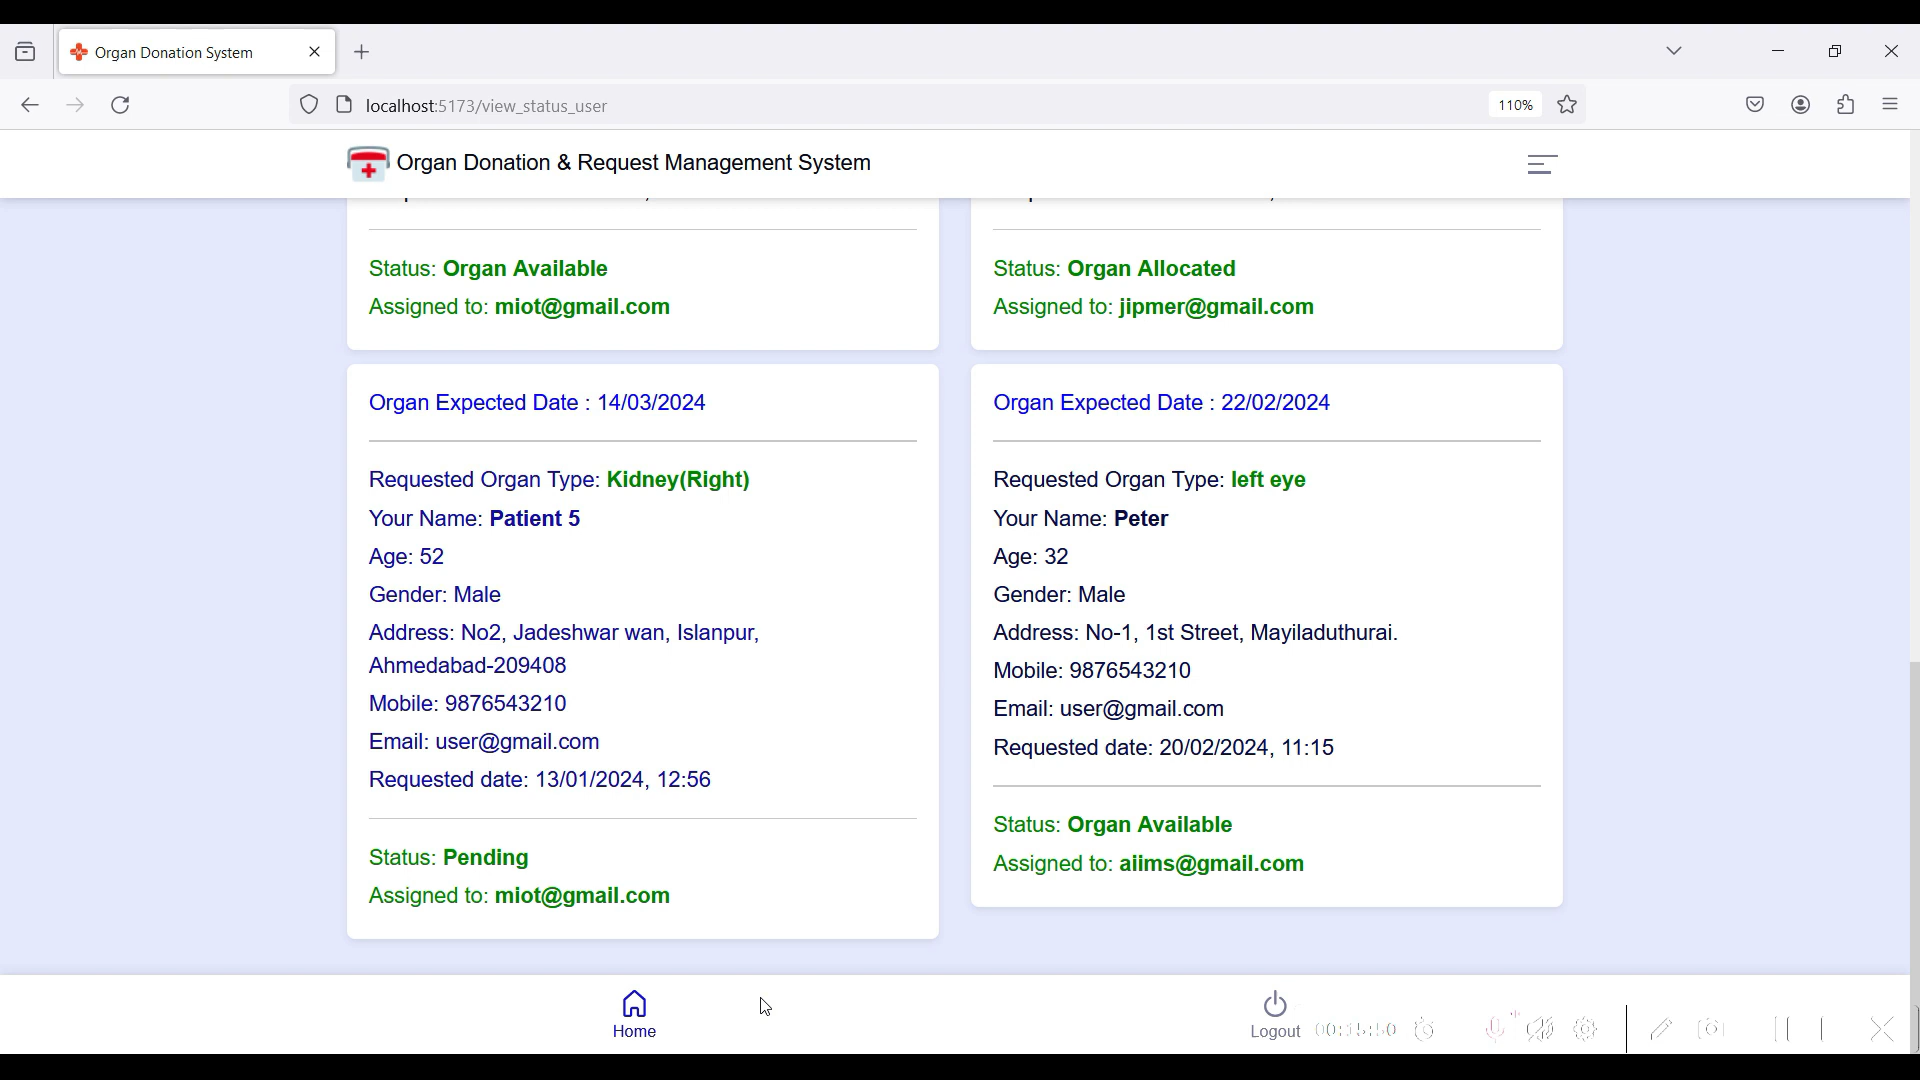 Organ Donation System
localhost:5173/view_status_user
110%
Organ Donation & Request Management System
Status: Organ Available
Assigned to: miot@gmail.com
Status: Organ Allocated
Assigned to: jipmer@gmail.com
Organ Expected Date : 14/03/2024
Requested Organ Type: Kidney(Right)
Your Name: Patient 5
Age: 52
Gender: Male
Address: No2, Jadeshwar wan, Islanpur,
Ahmedabad-209408
Mobile: 9876543210
Email: user@gmail.com
Requested date: 13/01/2024, 12:56
Status: Pending
Assigned to: miot@gmail.com
Organ Expected Date : 22/02/2024
Requested Organ Type: left eye
Your Name: Peter
Age: 32
Gender: Male
Address: No-1, 1st Street, Mayiladuthurai.
Mobile: 9876543210
Email: user@gmail.com
Requested date: 20/02/2024, 11:15
Status: Organ Available
Assigned to: aiims@gmail.com
Home
Logout
00:15:50